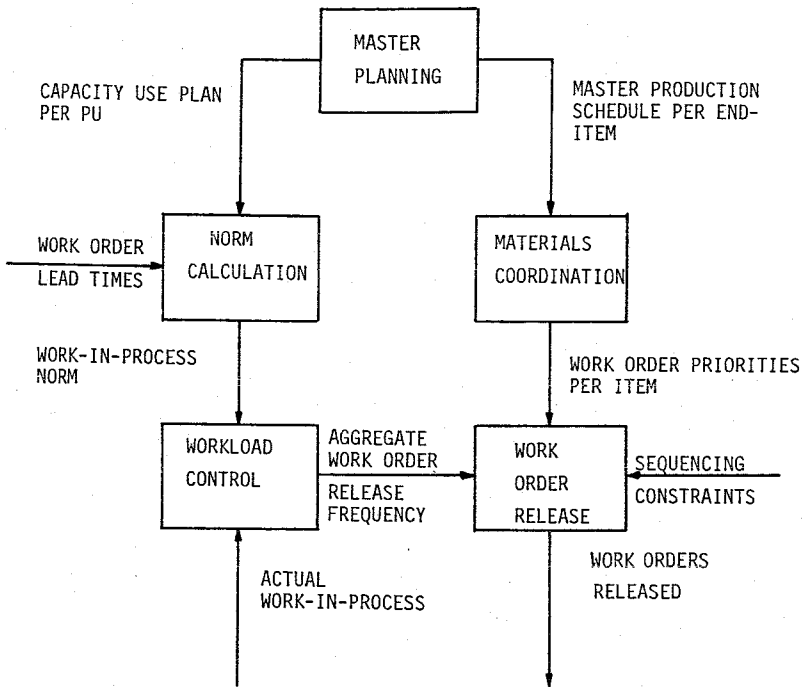 MASTER
PLANNING
CAPACITY USE PLAN
PER PU
MASTER PRODUCTION
SCHEDULE PER END-
ITEM
WORK ORDER
LEAD TIMES
NORM
CALCULATION
MATERIALS
COORDINATION
WORK-IN-PROCESS
NORM
WORK ORDER PRIORITIES
PER ITEM
WORKLOAD
CONTROL
AGGREGATE
WORK ORDER
RELEASE
FREQUENCY
WORK
ORDER
RELEASE
SEQUENCING
CONSTRAINTS
ACTUAL
WORK-IN-PROCESS
WORK ORDERS
RELEASED